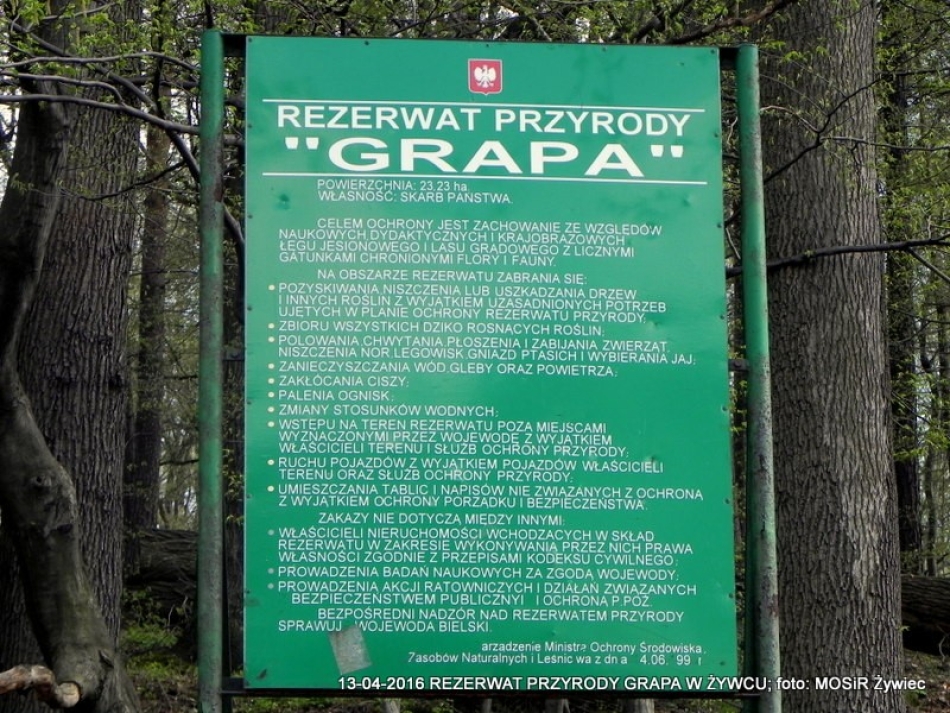 REZERWAT PRZYRODY
"GRAPA"
POWIERZCHNIA: 23.23 ha.
WŁASNOŚĆ: SKARB PAŃSTWA.
CELEM OCHRONY JEST ZACHOWANIE ZE WZGLĘDÓW
NAUKOWYCH,DYDAKTYCZNYCH I KRAJOBRAZOWYCH ,
ŁĘGU JESIONOWEGO I LASU GRĄDOWEGO Z LICZNYMI
GATUNKAMI CHRONIONYMI FLORY I FAUNY.
NA OBSZARZE REZERWATU ZABRANIA SIĘ:
POZYSKIWANIA,NISZCZENIA LUB USZKADZANIA DRZEW
I INNYCH ROŚLIN Z WYJĄTKIEM UZASADNIONYCH POTRZEB
UJĘTYCH W PLANIE OCHRONY REZERWATU PRZYRODY;
ZBIORU WSZYSTKICH DZIKO ROSNĄCYCH ROŚLIN;
POLOWANIA,CHWYTANIA,PŁOSZENIA I ZABIJANIA ZWIERZĄT,
NISZCZENIA NOR,LEGOWISK,GNIAZD PTASICH I WYBIERANIA JAJ;
ZANIECZYSZCZANIA WÓD,GLEBY ORAZ POWIETRZA;
ZAKŁÓCANIA CISZY;
PALENIA OGNISK;
ZMIANY STOSUNKÓW WODNYCH;
WSTĘPU NA TEREN REZERWATU POZA MIEJSCAMI
WYZNACZONYMI PRZEZ WOJEWODĘ Z WYJĄTKIEM
WŁAŚCICIELI TERENU I SŁUŻB OCHRONY PRZYRODY;
RUCHU POJAZDÓW Z WYJĄTKIEM POJAZDÓW WŁAŚCICIELI
TERENU ORAZ SŁUŻB OCHRONY PRZYRODY;
UMIESZCZANIA TABLIC I NAPISÓW NIE ZWIĄZANYCH Z OCHRONĄ
Z WYJĄTKIEM OCHRONY PORZĄDKU I BEZPIECZEŃSTWA.
ZAKAZY NIE DOTYCZĄ MIĘDZY INNYMI:
WŁAŚCICIELI NIERUCHOMOŚCI WCHODZĄCYCH W SKŁAD
REZERWATU W ZAKRESIE WYKONYWANIA PRZEZ NICH PRAWA
WŁASNOŚCI ZGODNIE Z PRZEPISAMI KODEKSU CYWILNEGO;
PROWADZENIA BADAŃ NAUKOWYCH ZA ZGODĄ WOJEWODY;
PROWADZENIA AKCJI RATOWNICZYCH I DZIAŁAŃ ZWIĄZANYCH
BEZPIECZEŃSTWEM PUBLICZNYI I OCHRONĄ P.POŻ.
BEZPOŚREDNI NADZÓR NAD REZERWATEM PRZYRODY
SPRAWUJ WOJEWODA BIELSKI.
arządzenie Ministra Ochrony Środowiska,
Zasobów Naturalnych i Leśnic wa z dn a 4.06. 99 r
13-04-2016 REZERWAT PRZYRODY GRAPA W ŻYWCU; foto: MOSiR Żywiec